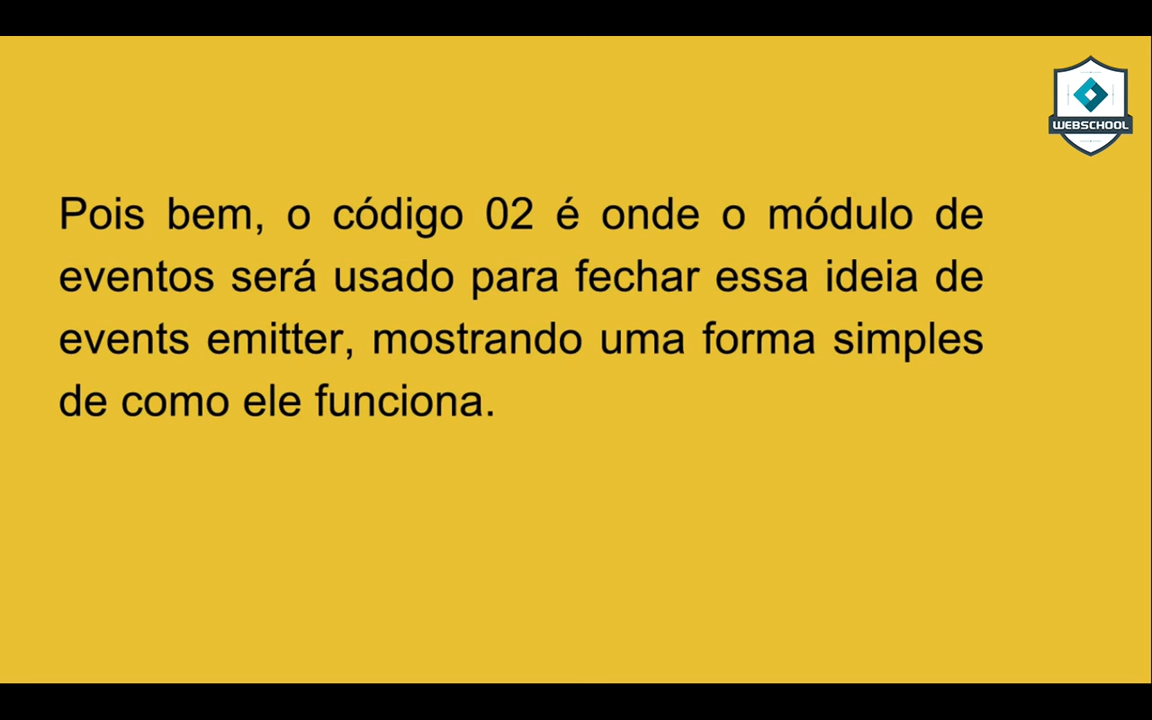 WEBSCHOOL
Pois bem, o código 02 é onde o módulo de
eventos será usado para fechar essa ideia de
events emitter, mostrando uma forma simples
de como ele funciona.